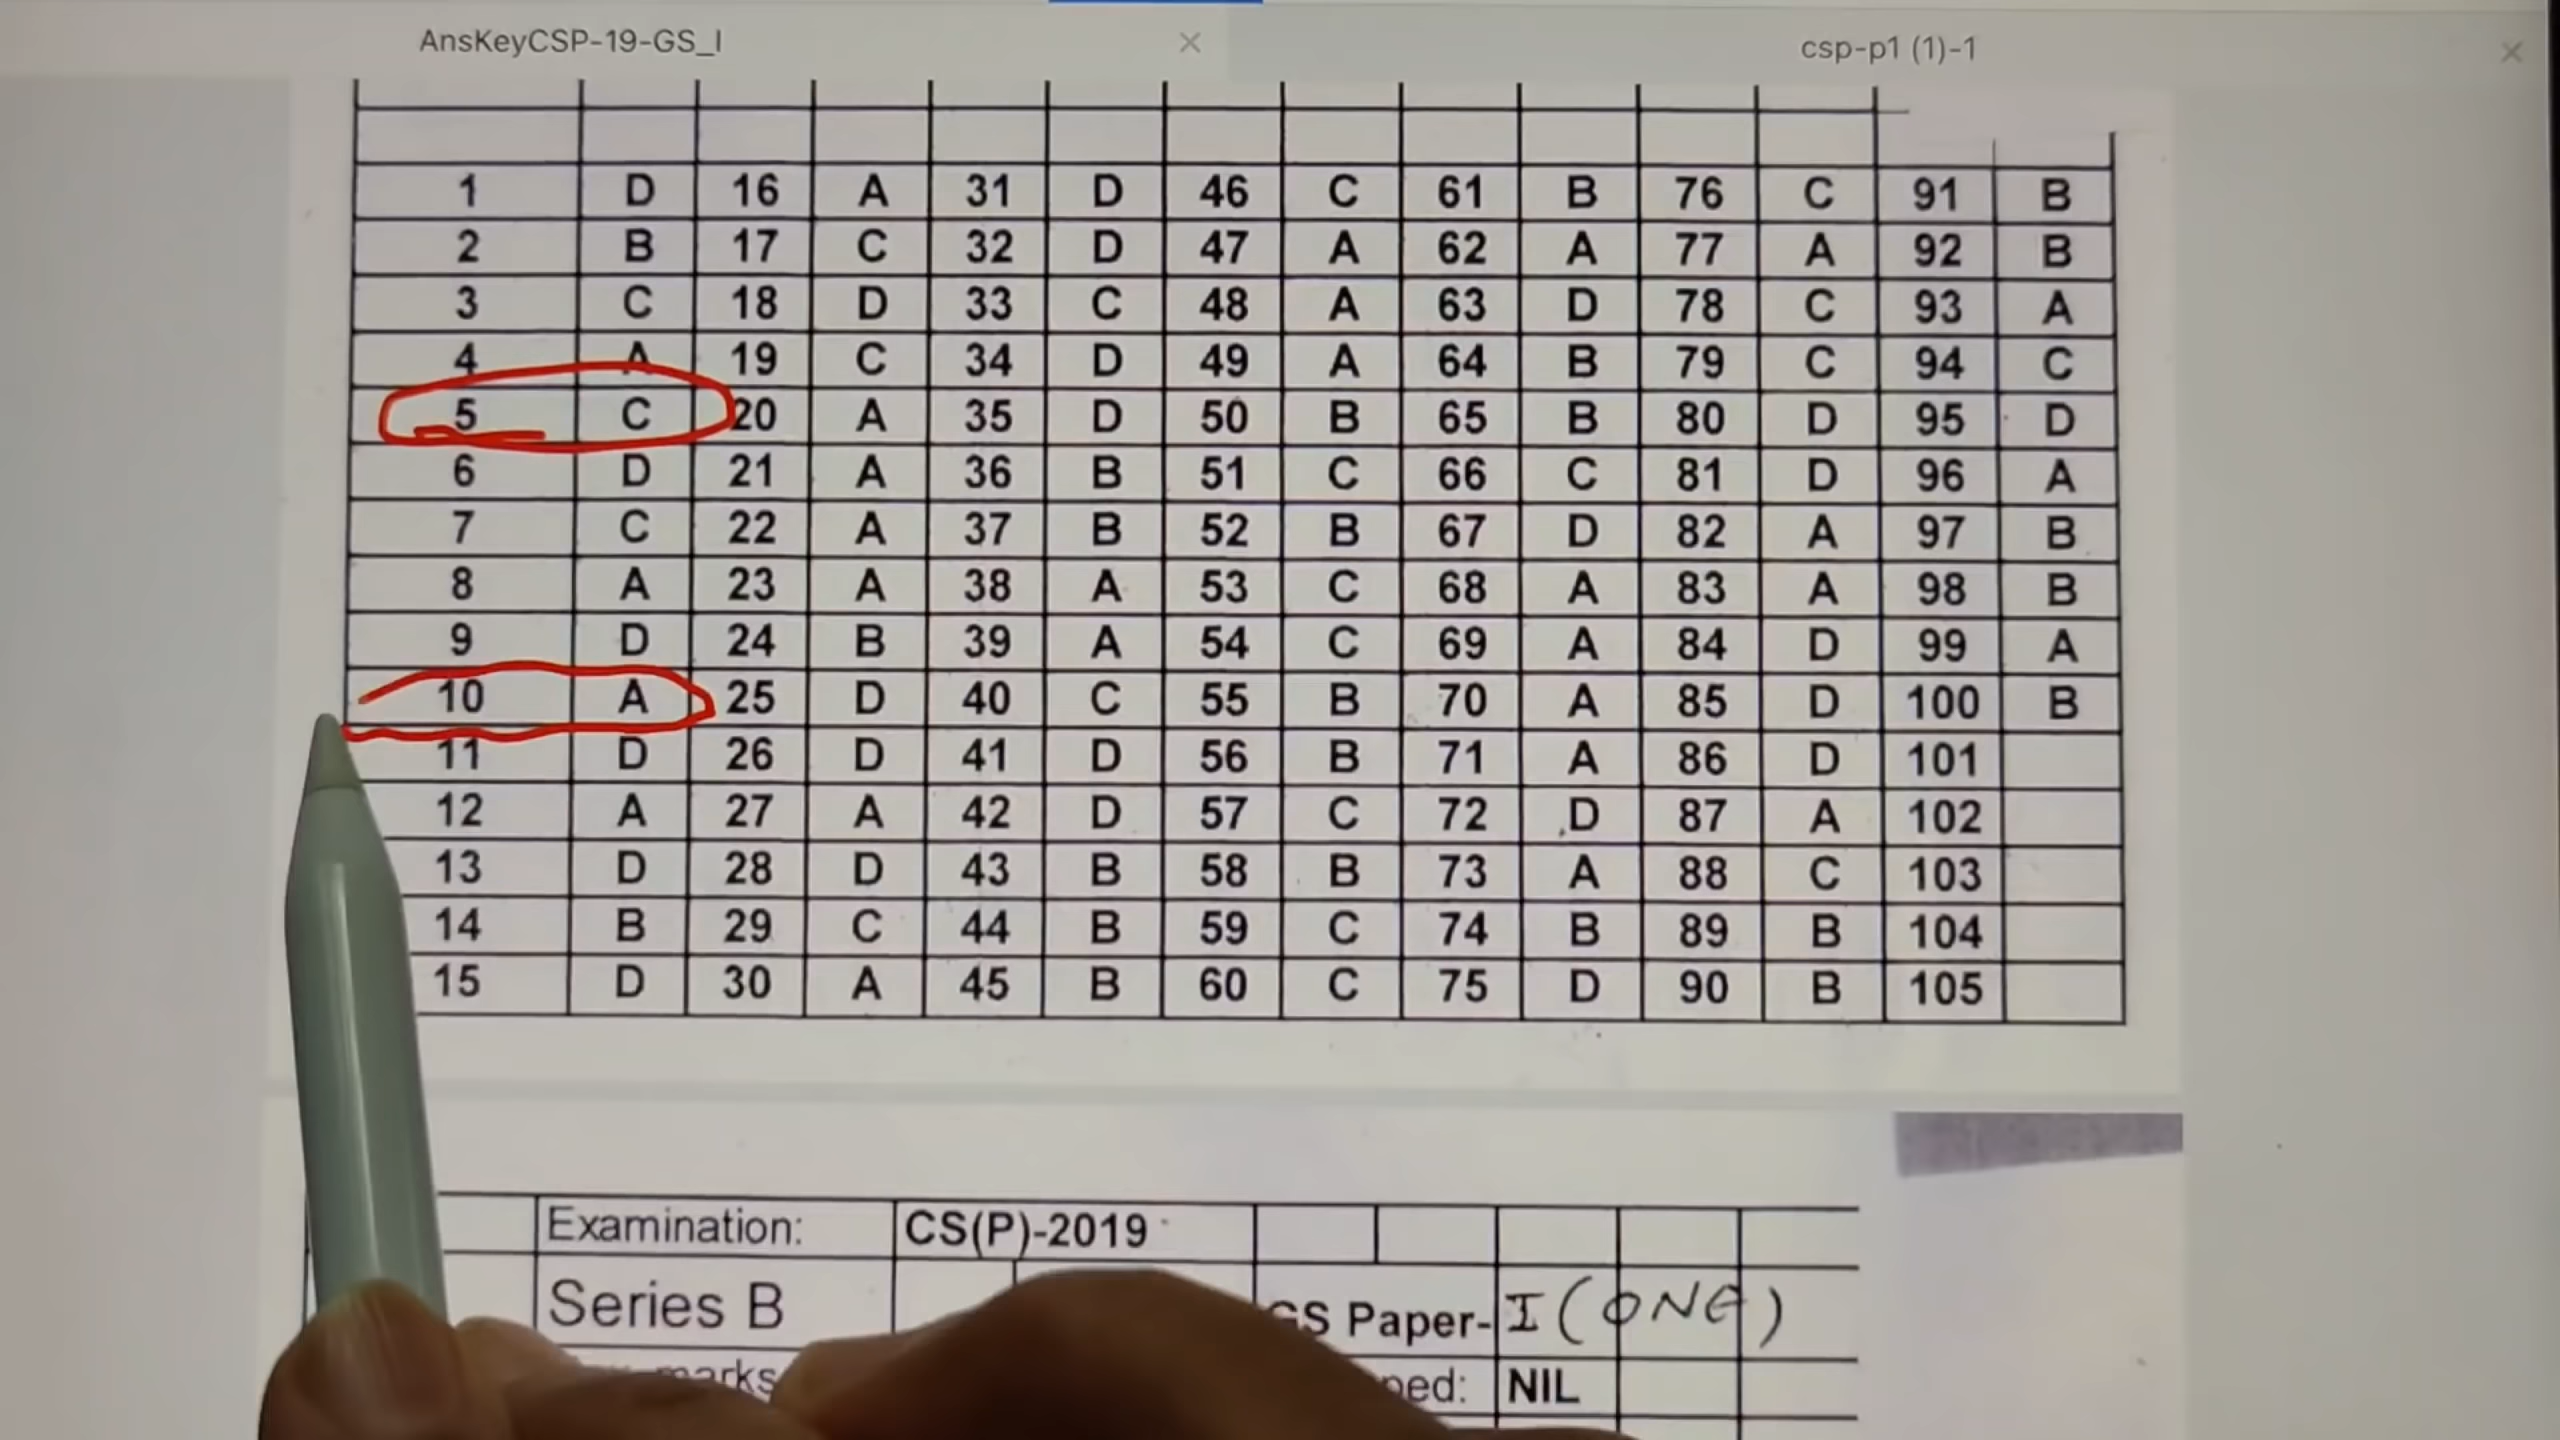 AnsKeyCSP-19-GS_I × csp-p1 (1)-1 ×
1 D 16 A 31 D 46 C 61 B 76 C 91 B
2 B 17 C 32 D 47 A 62 A 77 A 92 B
3 C 18 D 33 C 48 A 63 D 78 C 93 A
4 A 19 C 34 D 49 A 64 B 79 C 94 C
5 C 20 A 35 D 50 B 65 B 80 D 95 D
6 D 21 A 36 B 51 C 66 C 81 D 96 A
7 C 22 A 37 B 52 B 67 D 82 A 97 B
8 A 23 A 38 A 53 C 68 A 83 A 98 B
9 D 24 B 39 A 54 C 69 A 84 D 99 A
10 A 25 D 40 C 55 B 70 A 85 D 100 B
11 D 26 D 41 D 56 B 71 A 86 D 101
12 A 27 A 42 D 57 C 72 D 87 A 102
13 D 28 D 43 B 58 B 73 A 88 C 103
14 B 29 C 44 B 59 C 74 B 89 B 104
15 D 30 A 45 B 60 C 75 D 90 B 105
Examination: CS(P)-2019
Series B GS Paper- I (ONE)
marks NIL